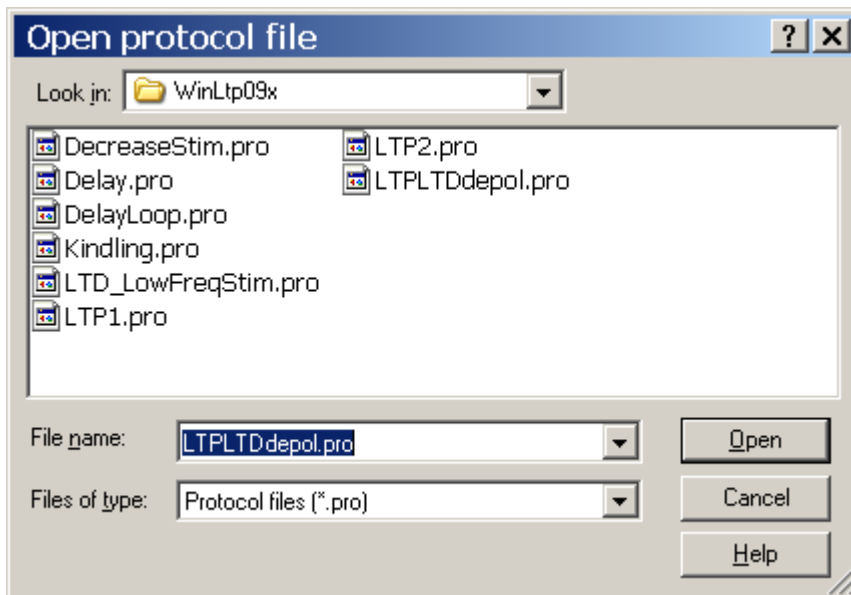 Open protocol file
Look in: WinLtp09x
DecreaseStim.pro
Delay.pro
DelayLoop.pro
Kindling.pro
LTD_LowFreqStim.pro
LTP1.pro
LTP2.pro
LTPLTDdepol.pro
File name: LTPLTDdepol.pro
Open
Files of type: Protocol files (*.pro)
Cancel
Help